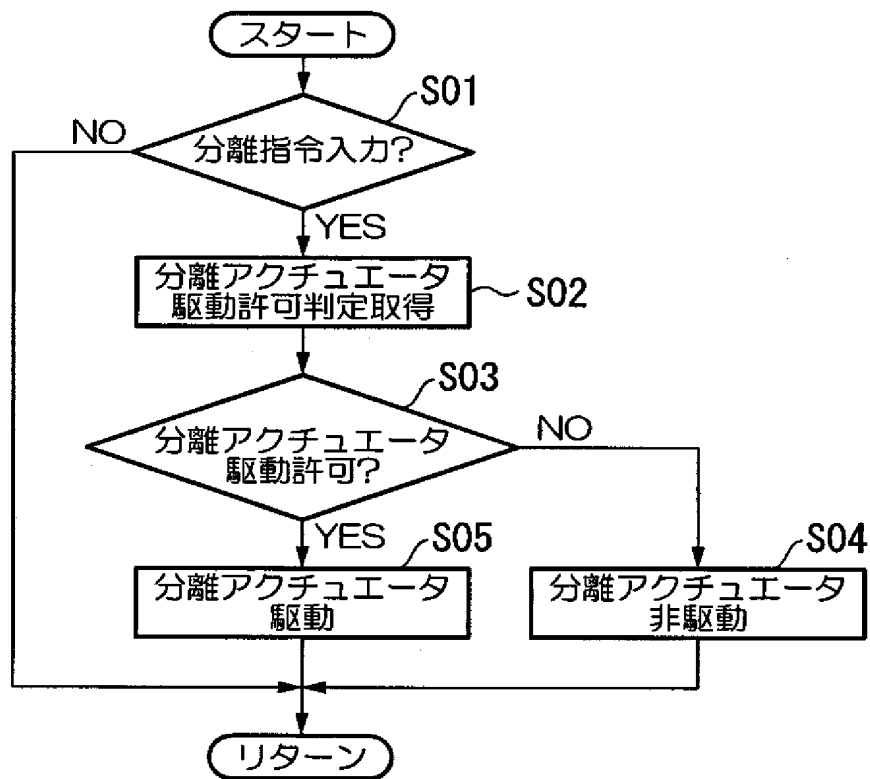 スタート
S01
NO
分離指令入力?
YES
分離アクチュエータ
駆動許可判定取得
S02
S03
分離アクチュエータ
駆動許可?
NO
YES
S05
S04
分離アクチュエータ
駆動
分離アクチュエータ
非駆動
リターン